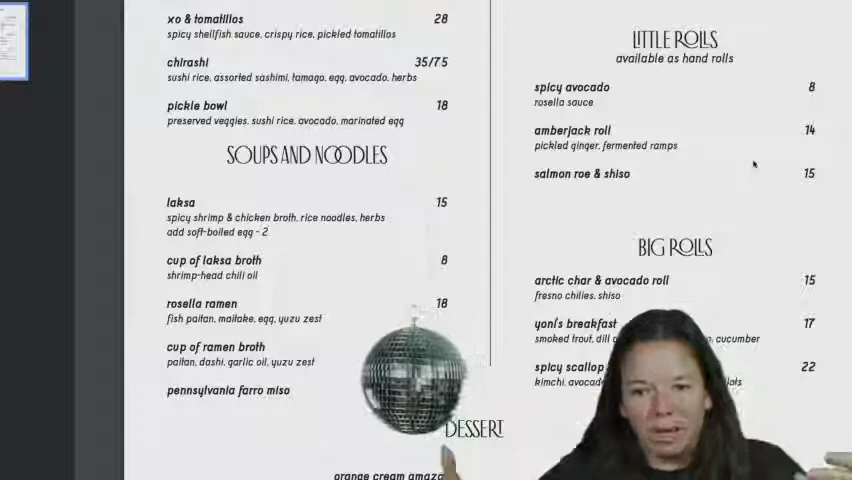 xo & tomatillos 28
spicy shellfish sauce, crispy rice, pickled tomatillos
chirashi 35/75
sushi rice, assorted sashimi, tamago, egg, avocado, herbs
pickle bowl 18
preserved veggies, sushi rice, avocado, marinated egg
SOUPS AND NOODLES
laksa 15
spicy shrimp & chicken broth, rice noodles, herbs
add soft-boiled egg - 2
cup of laksa broth 8
shrimp-head chili oil
rosella ramen 18
fish paitan, maitake, egg, yuzu zest
cup of ramen broth
paitan, dashi, garlic oil, yuzu zest
pennsylvania farro miso
LITTLE ROLLS
available as hand rolls
spicy avocado 8
rosella sauce
amberjack roll 14
pickled ginger, fermented ramps
salmon roe & shiso 15
BIG ROLLS
arctic char & avocado roll 15
fresno chilies, shiso
yoni's breakfast 17
smoked trout, dill cucumber
spicy scallop 22
kimchi, avocado
DESSERT
orange cream